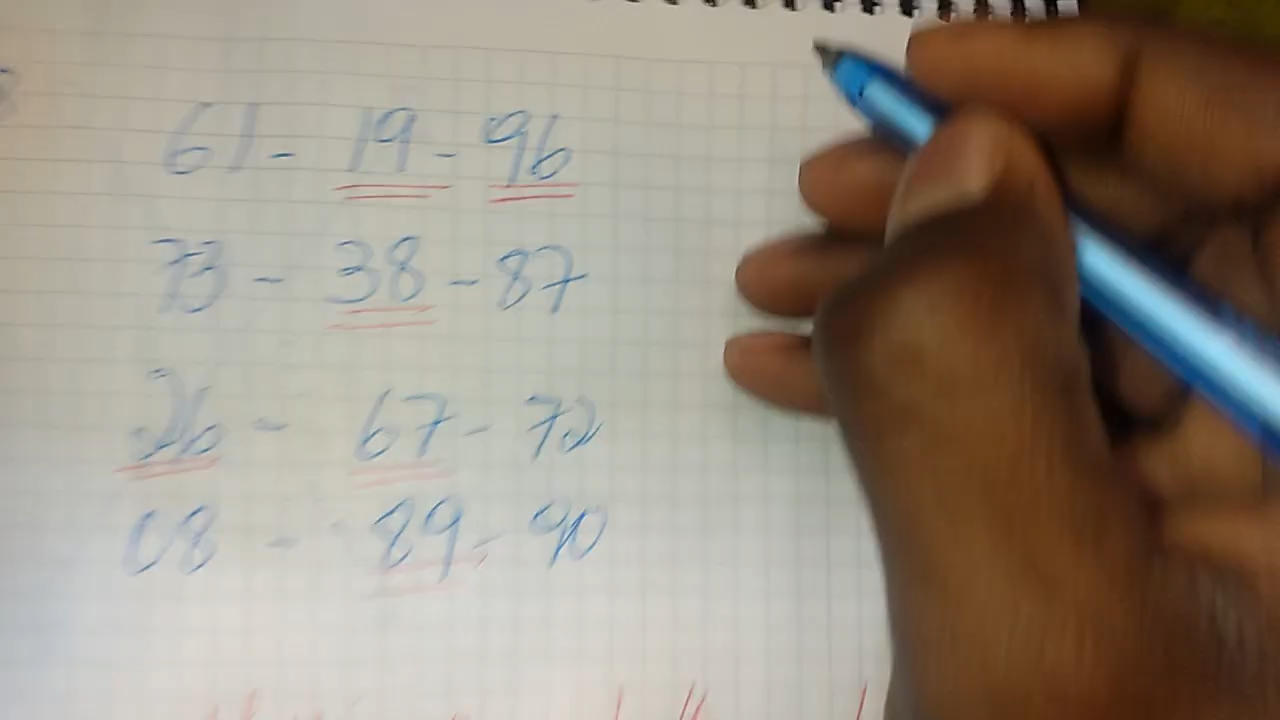 61 - 19 - 96
73 - 38 - 87
26 - 67 - 72
08 - 89 - 90